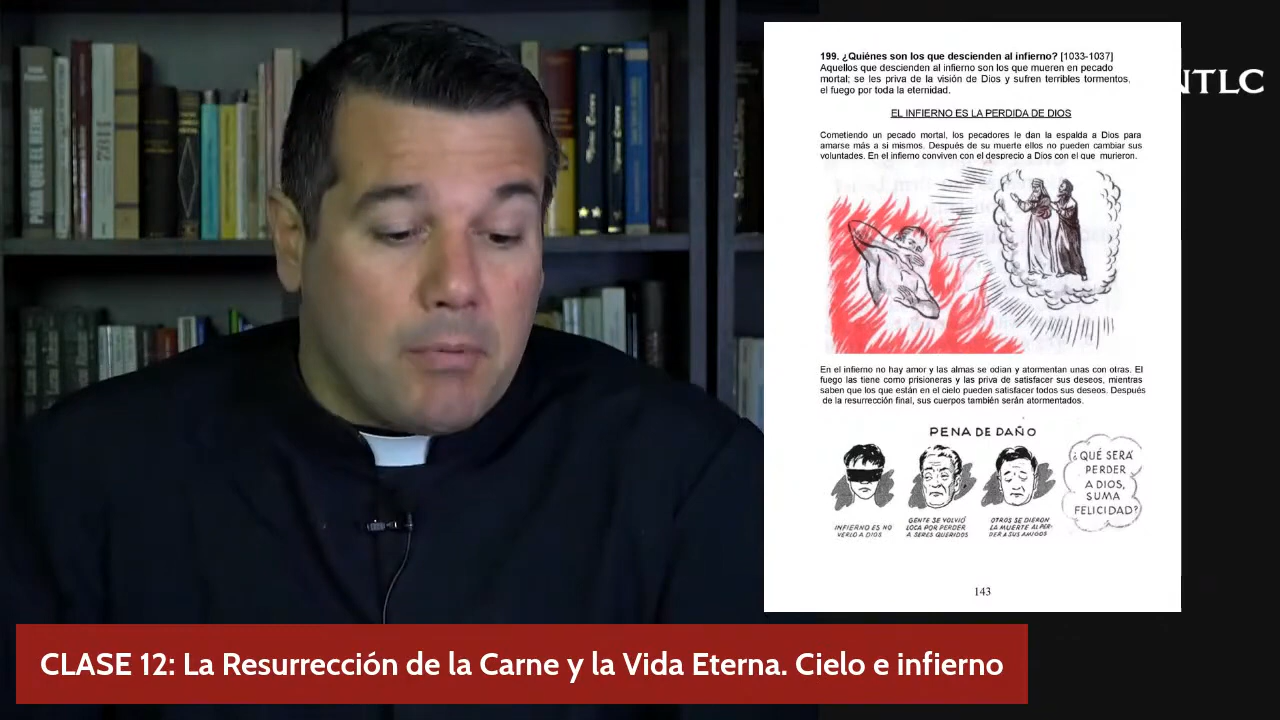 199. ¿Quiénes son los que descienden al infierno? [1033-1037]
Aquellos que descienden al infierno son los que mueren en pecado
mortal; se les priva de la visión de Dios y sufren terribles tormentos,
el fuego por toda la eternidad.
EL INFIERNO ES LA PERDIDA DE DIOS
Cometiendo un pecado mortal, los pecadores le dan la espalda a Dios para
amarse más a si mismos. Después de su muerte ellos no pueden cambiar sus
voluntades. En el infierno conviven con el desprecio a Dios con el que murieron.
En el infierno no hay amor y las almas se odian y atormentan unas con otras. El
fuego las tiene como prisioneras y las priva de satisfacer sus deseos, mientras
saben que los que están en el cielo pueden satisfacer todos sus deseos. Después
de la resurrección final, sus cuerpos también serán atormentados.
PENA DE DAÑO
INFIERNO ES NO
VERLO A DIOS
GENTE SE VOLVIÓ
LOCA POR PERDER
A SERES QUERIDOS
OTROS SE DIERON
LA MUERTE AL PER-
DER A SUS AMIGOS
¿QUÉ SERÁ
PERDER
A DIOS,
SUMA
FELICIDAD?
143
NTLC
PARA QUE EL REINE
CLASE 12: La Resurrección de la Carne y la Vida Eterna. Cielo e infierno